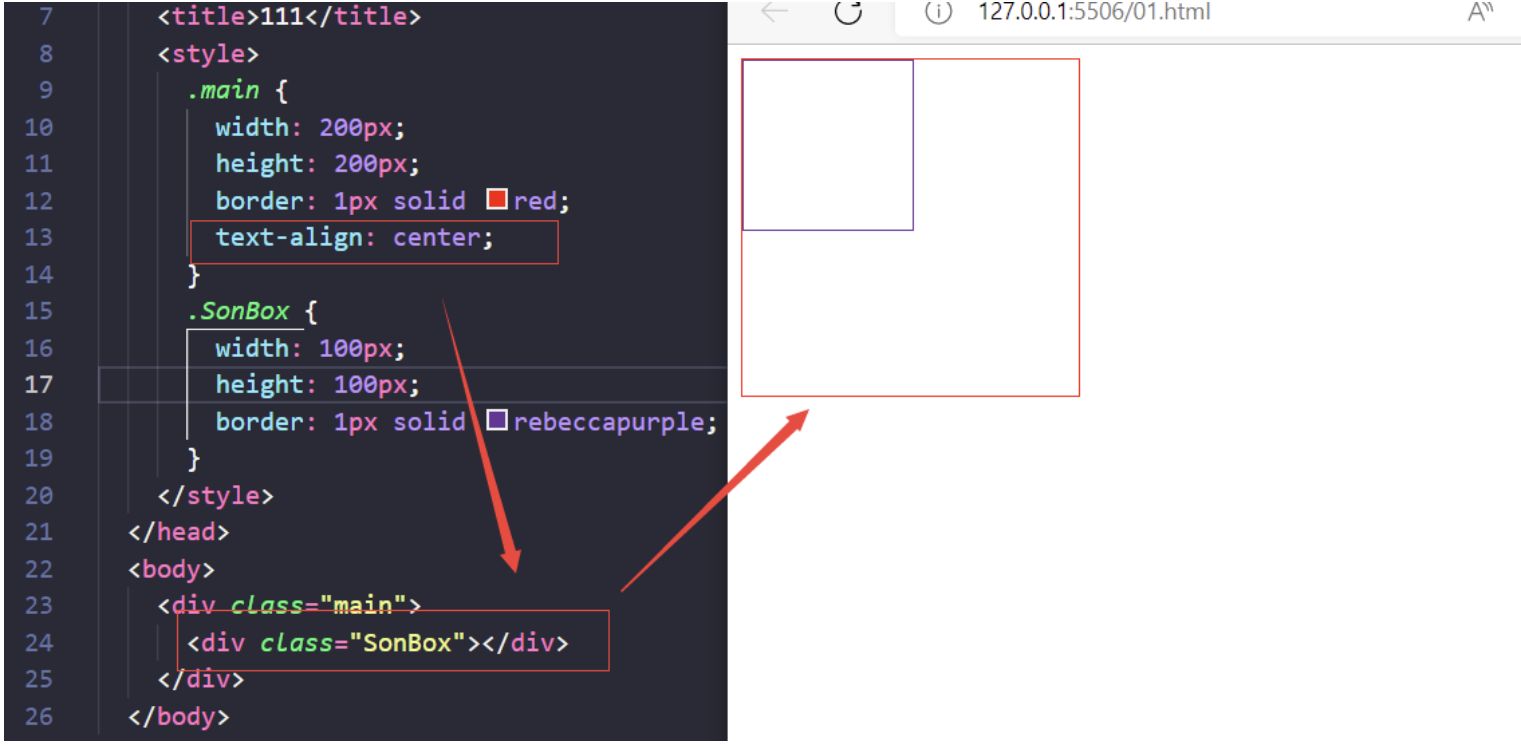 7 <title>111</title>
8 <style>
9 .main {
10 width: 200px;
11 height: 200px;
12 border: 1px solid red;
13 text-align: center;
14 }
15 .SonBox {
16 width: 100px;
17 height: 100px;
18 border: 1px solid rebeccapurple;
19 }
20 </style>
21 </head>
22 <body>
23 <div class="main">
24 <div class="SonBox"></div>
25 </div>
26 </body>
127.0.0.1:5506/01.html
A